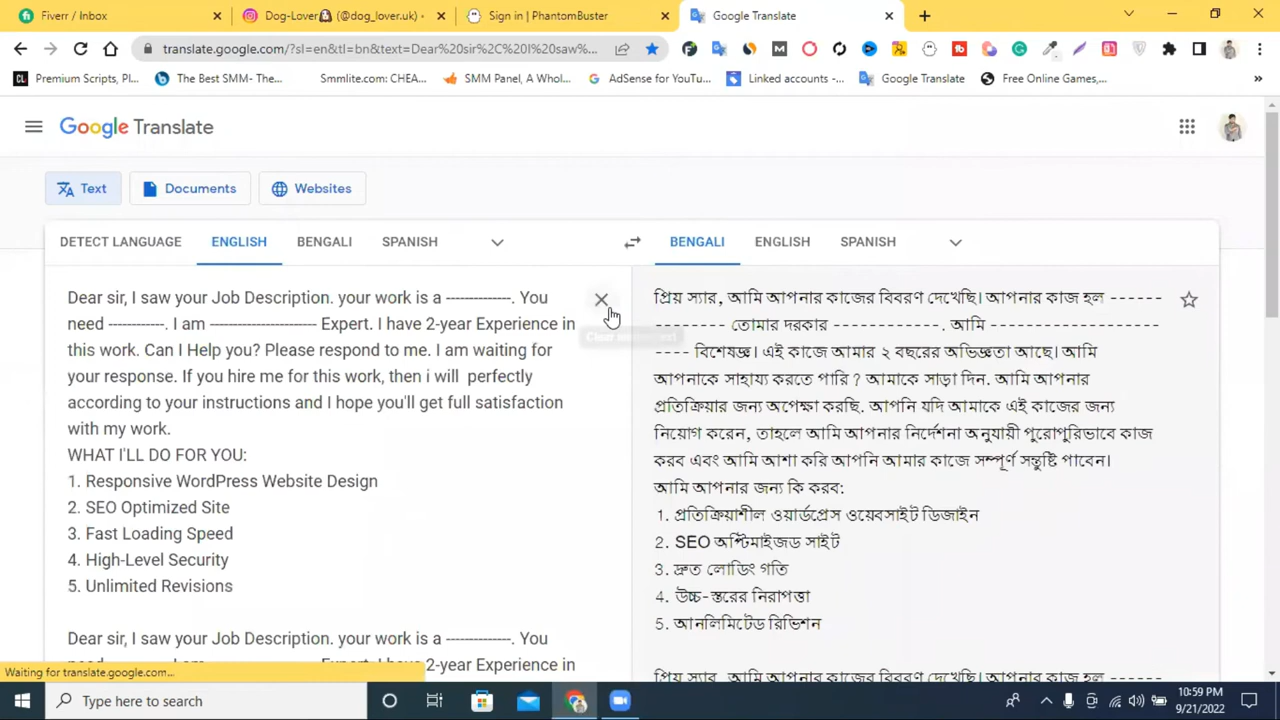 Fiverr / Inbox
Dog-Lover (@dog_lover.uk) •
Sign in | PhantomBuster
Google Translate
translate.google.com/?sl=en&tl=bn&text=Dear%20sir%2C%20I%20saw%...
Premium Scripts, Pl...
The Best SMM- The...
Smmlite.com: CHEA...
SMM Panel, A Whol...
AdSense for YouTu...
Linked accounts -...
Google Translate
Free Online Games,...
Google Translate
Text
Documents
Websites
DETECT LANGUAGE
ENGLISH
BENGALI
SPANISH
BENGALI
ENGLISH
SPANISH
Dear sir, I saw your Job Description. your work is a --------------. You
need ------------. I am ----------------------- Expert. I have 2-year Experience in
this work. Can I Help you? Please respond to me. I am waiting for
your response. If you hire me for this work, then i will perfectly
according to your instructions and I hope you'll get full satisfaction
with my work.
WHAT I'LL DO FOR YOU:
1. Responsive WordPress Website Design
2. SEO Optimized Site
3. Fast Loading Speed
4. High-Level Security
5. Unlimited Revisions
Dear sir, I saw your Job Description. your work is a --------------. You
2-year Experience in
প্রিয় স্যার, আমি আপনার কাজের বিবরণ দেখেছি। আপনার কাজ হল ------
------------ তোমার দরকার ------------. আমি --------------------
---- বিশেষজ্ঞ। এই কাজে আমার ২ বছরের অভিজ্ঞতা আছে। আমি
আপনাকে সাহায্য করতে পারি ? আমাকে সাড়া দিন. আমি আপনার
প্রতিক্রিয়ার জন্য অপেক্ষা করছি. আপনি যদি আমাকে এই কাজের জন্য
নিয়োগ করেন, তাহলে আমি আপনার নির্দেশনা অনুযায়ী পুরোপুরিভাবে কাজ
করব এবং আমি আশা করি আপনি আমার কাজে সম্পূর্ণ সন্তুষ্টি পাবেন।
আমি আপনার জন্য কি করব:
1. প্রতিক্রিয়াশীল ওয়ার্ডপ্রেস ওয়েবসাইট ডিজাইন
2. SEO অপ্টিমাইজড সাইট
3. দ্রুত লোডিং গতি
4. উচ্চ-স্তরের নিরাপত্তা
5. আনলিমিটেড রিভিশন
প্রিয় স্যার, আমি আপনার কাজের বিবরণ দেখেছি। আপনার কাজ হল ------
Waiting for translate.google.com...
Type here to search
10:59 PM
9/21/2022